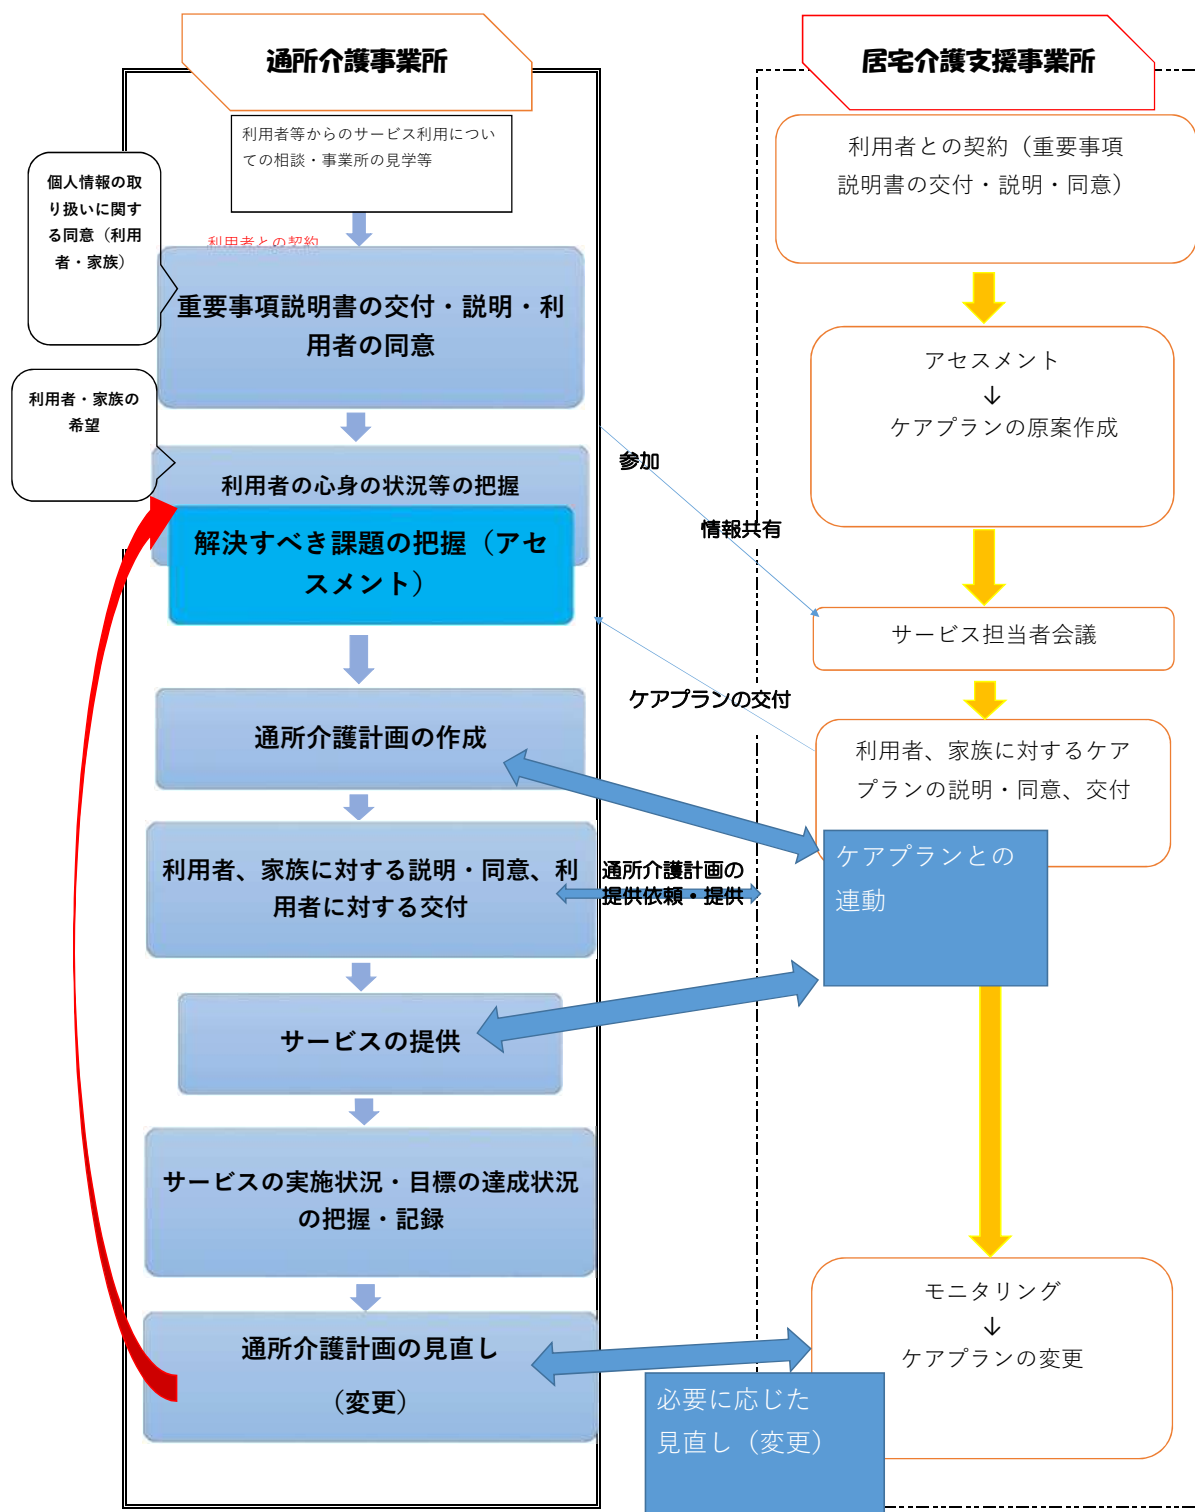 通所介護事業所
利用者等からのサービス利用につい
ての相談・事業所の見学等
個人情報の取
り扱いに関す
る同意（利用
者・家族）
利用者との契約
重要事項説明書の交付・説明・利
用者の同意
利用者・家族の
希望
利用者の心身の状況等の把握
解決すべき課題の把握（アセ
スメント）
通所介護計画の作成
利用者、家族に対する説明・同意、利
用者に対する交付
サービスの提供
サービスの実施状況・目標の達成状況
の把握・記録
通所介護計画の見直し
（変更）
参加
情報共有
ケアプランの交付
通所介護計画の
提供依頼・提供
居宅介護支援事業所
利用者との契約（重要事項
説明書の交付・説明・同意）
アセスメント
↓
ケアプランの原案作成
サービス担当者会議
利用者、家族に対するケア
プランの説明・同意、交付
ケアプランとの
連動
モニタリング
↓
ケアプランの変更
必要に応じた
見直し（変更）